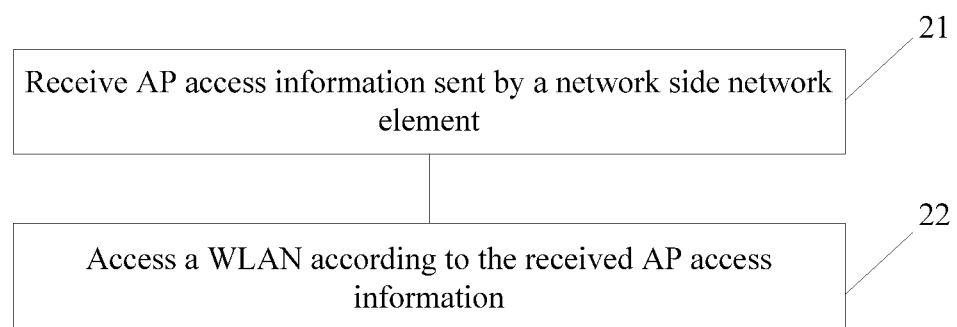 21
Receive AP access information sent by a network side network
element
22
Access a WLAN according to the received AP access
information